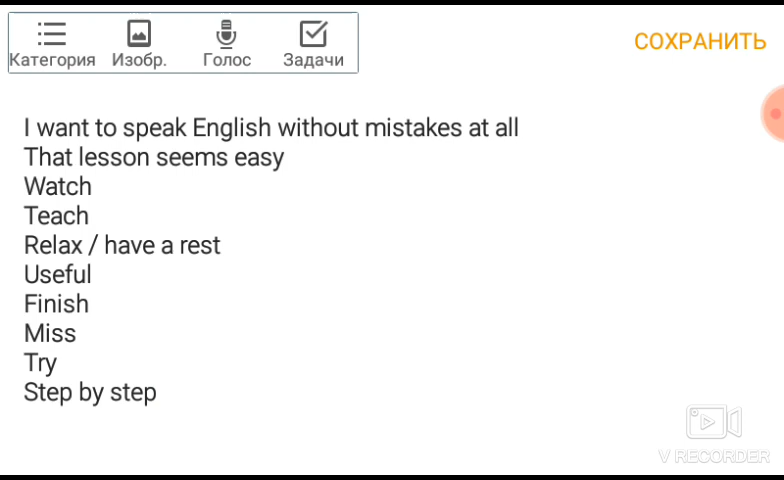 Категория Изобр. Голос Задачи СОХРАНИТЬ
I want to speak English without mistakes at all
That lesson seems easy
Watch
Teach
Relax / have a rest
Useful
Finish
Miss
Try
Step by step
V RECORDER